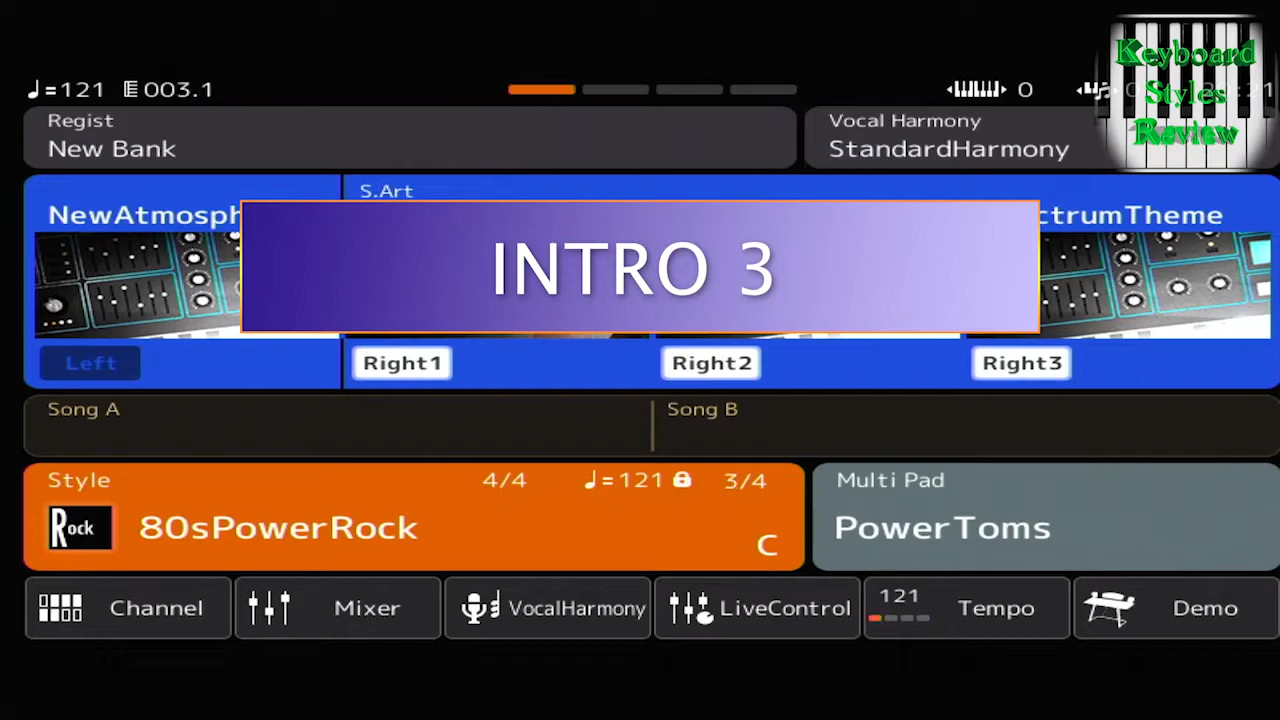 ♩=121 003.1
0
Keyboard
Styles
Review
Regist
New Bank
Vocal Harmony
StandardHarmony
S.Art
NewAtmosph
ctrumTheme
INTRO 3
Left
Right1
Right2
Right3
Song A
Song B
Style
4/4 ♩=121 3/4
Rock
80sPowerRock
C
Multi Pad
PowerToms
Channel
Mixer
VocalHarmony
LiveControl
121
Tempo
Demo